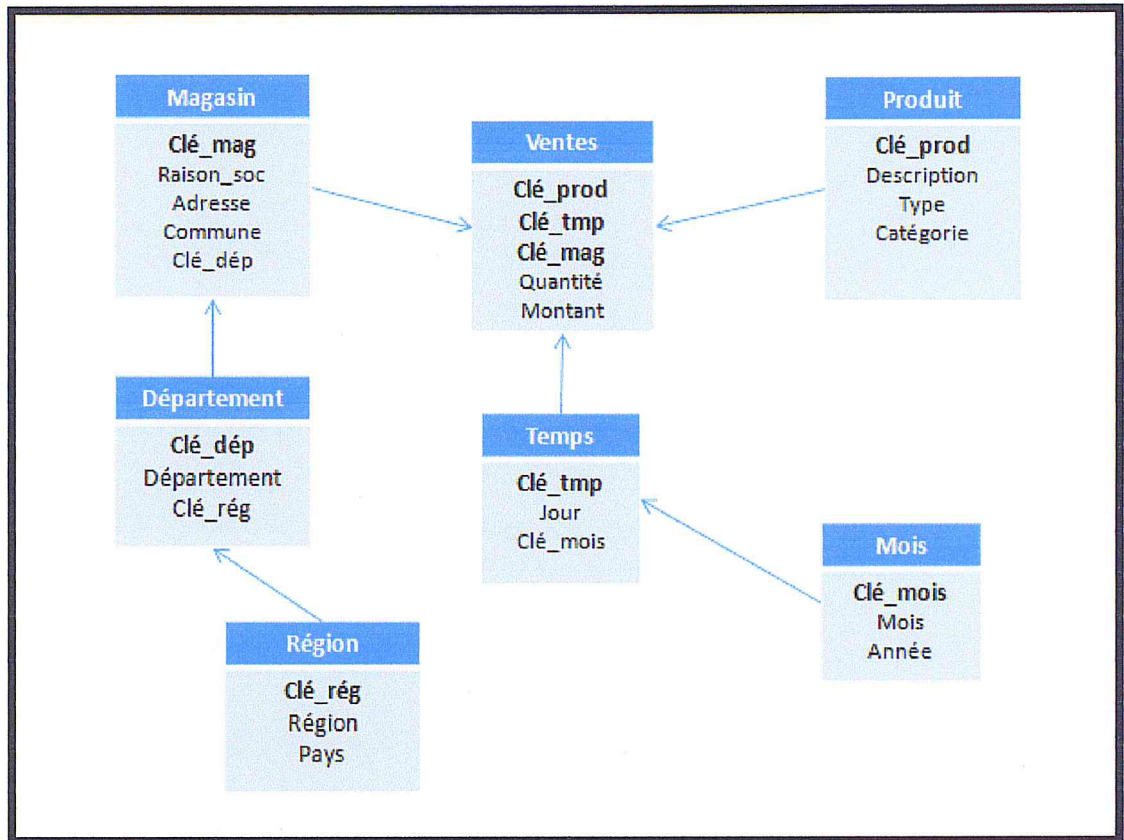 Magasin
Clé_mag
Raison_soc
Adresse
Commune
Clé_dép
Ventes
Clé_prod
Clé_tmp
Clé_mag
Quantité
Montant
Produit
Clé_prod
Description
Type
Catégorie
Département
Clé_dép
Département
Clé_rég
Temps
Clé_tmp
Jour
Clé_mois
Mois
Clé_mois
Mois
Année
Région
Clé_rég
Région
Pays